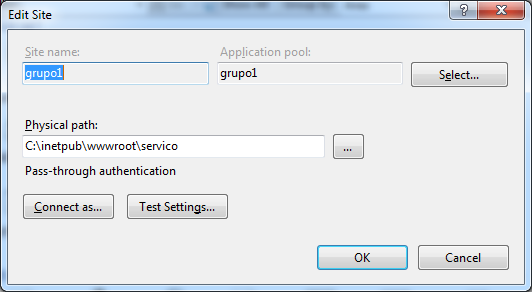 Edit Site
Site name:
Application pool:
grupo1
grupo1
Select...
Physical path:
C:\inetpub\wwwroot\servico
...
Pass-through authentication
Connect as...
Test Settings...
OK
Cancel